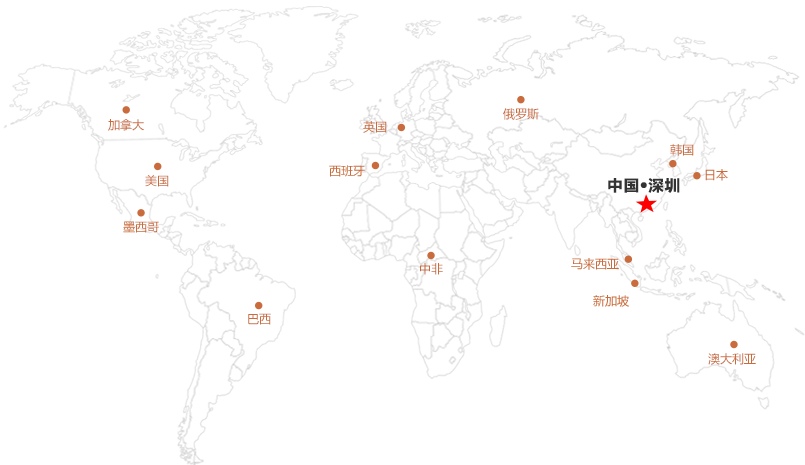 英国
俄罗斯
加拿大
韩国
西班牙
日本
美国
中国•深圳
墨西哥
中非
马来西亚
新加坡
巴西
澳大利亚